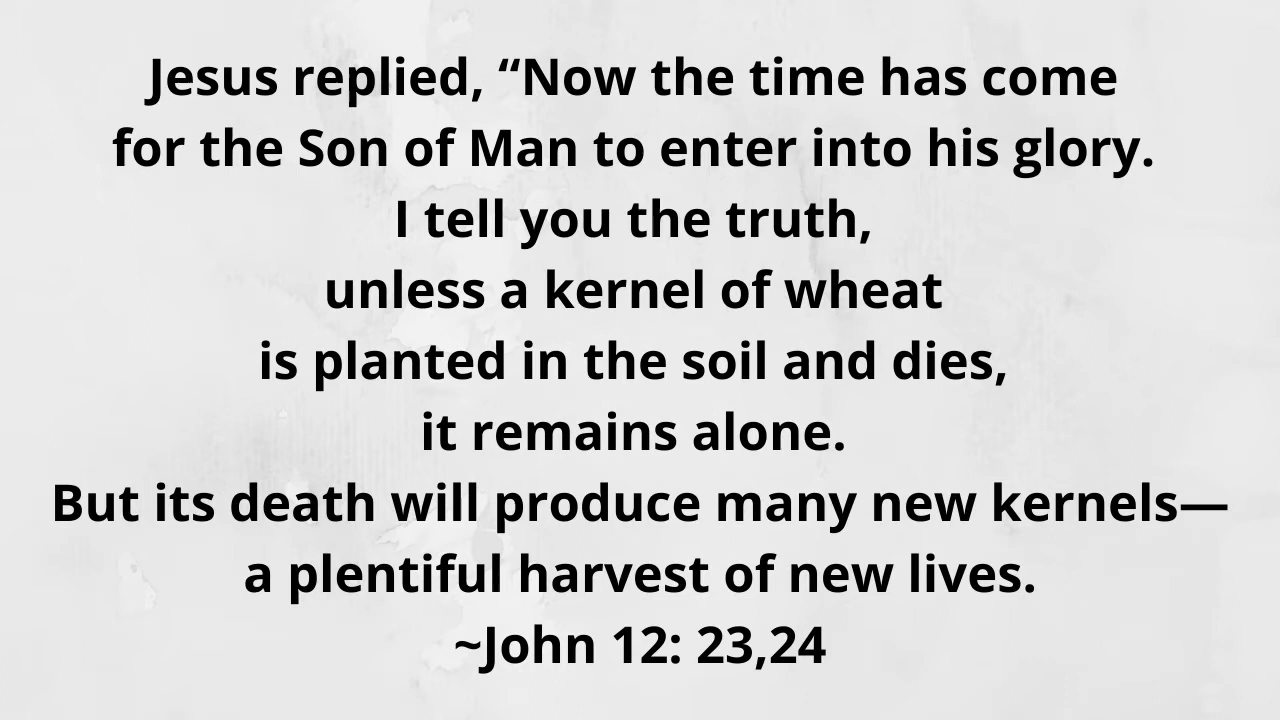 Jesus replied, “Now the time has come
for the Son of Man to enter into his glory.
I tell you the truth,
unless a kernel of wheat
is planted in the soil and dies,
it remains alone.
But its death will produce many new kernels—
a plentiful harvest of new lives.
~John 12: 23,24